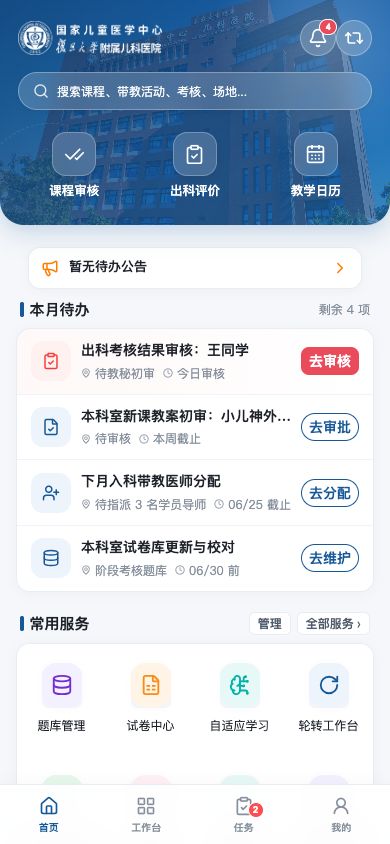 国家儿童医学中心
復旦大学附属儿科医院
4
搜索课程、带教活动、考核、场地...
课程审核
出科评价
教学日历
暂无待办公告
本月待办
剩余 4 项
出科考核结果审核：王同学
待教秘初审 今日审核
去审核
本科室新课教案初审：小儿神外...
待审核 本周截止
去审批
下月入科带教医师分配
待指派 3 名学员导师 06/25 截止
去分配
本科室试卷库更新与校对
阶段考核题库 06/30 前
去维护
常用服务
管理
全部服务 ›
题库管理
试卷中心
自适应学习
轮转工作台
首页
工作台
2
任务
我的